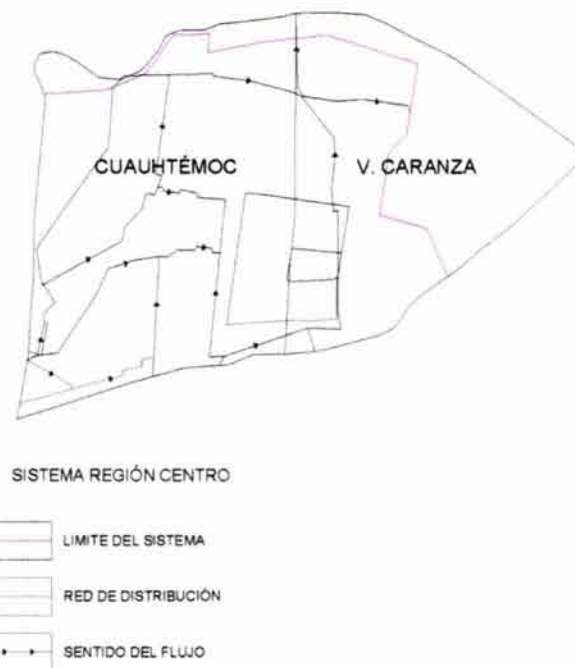 CUAUHTÉMOC
V. CARANZA
SISTEMA REGIÓN CENTRO
LIMITE DEL SISTEMA
RED DE DISTRIBUCIÓN
SENTIDO DEL FLUJO